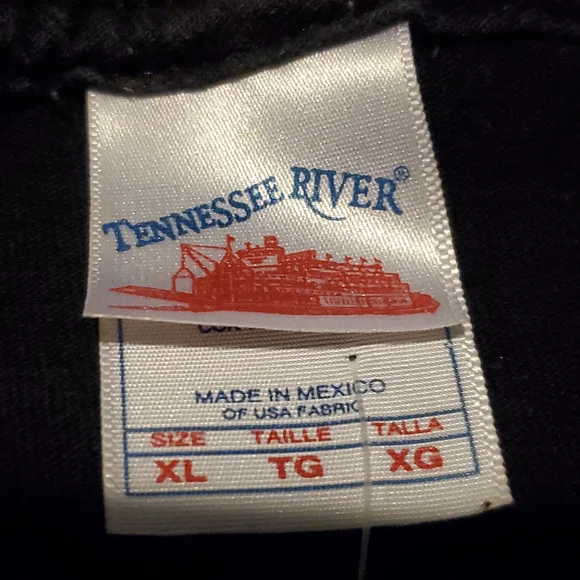 TENNESSEE RIVER®
MADE IN MEXICO
OF USA FABRIC
SIZE TAILLE TALLA
XL TG XG